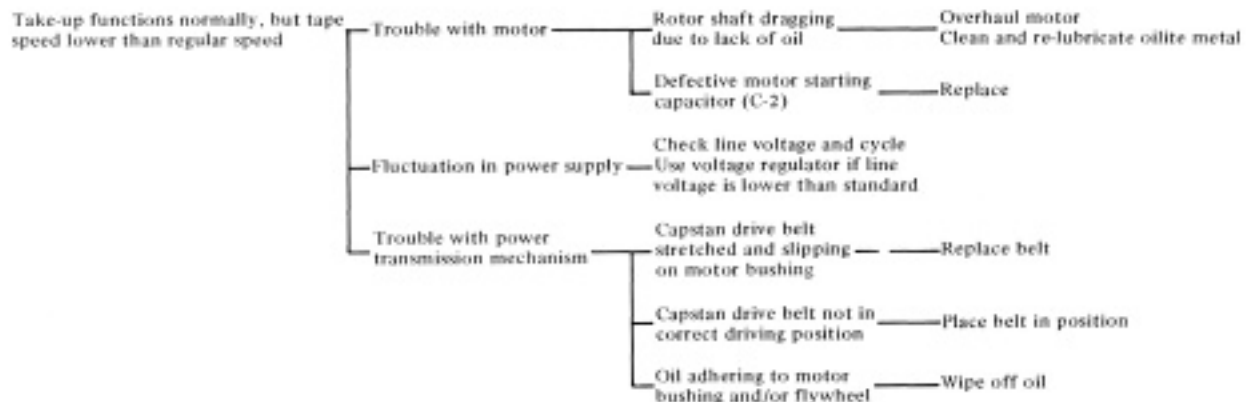 Take-up functions normally, but tape
speed lower than regular speed
Trouble with motor
Rotor shaft dragging
due to lack of oil
Overhaul motor
Clean and re-lubricate oilite metal
Defective motor starting
capacitor (C-2)
Replace
Fluctuation in power supply
Check line voltage and cycle
Use voltage regulator if line
voltage is lower than standard
Trouble with power
transmission mechanism
Capstan drive belt
stretched and slipping
on motor bushing
Replace belt
Capstan drive belt not in
correct driving position
Place belt in position
Oil adhering to motor
bushing and/or flywheel
Wipe off oil